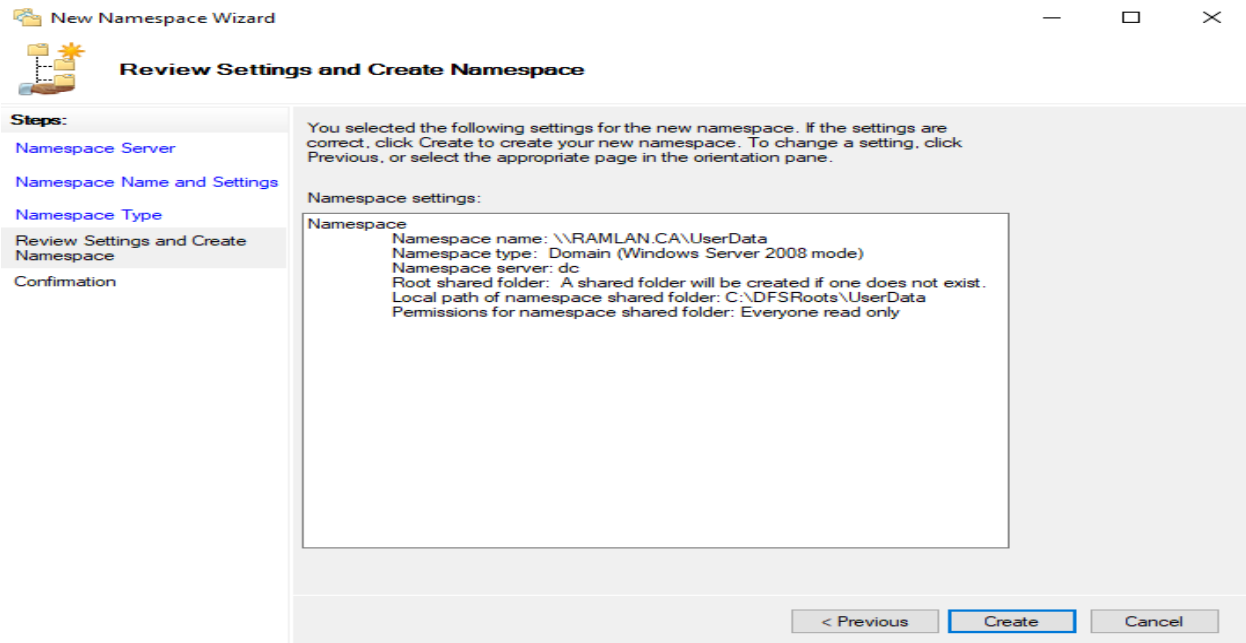 New Namespace Wizard
Review Settings and Create Namespace
Steps:
Namespace Server
Namespace Name and Settings
Namespace Type
Review Settings and Create
Namespace
Confirmation
You selected the following settings for the new namespace. If the settings are
correct, click Create to create your new namespace. To change a setting, click
Previous, or select the appropriate page in the orientation pane.
Namespace settings:
Namespace
Namespace name: \\RAMLAN.CA\UserData
Namespace type: Domain (Windows Server 2008 mode)
Namespace server: dc
Root shared folder: A shared folder will be created if one does not exist.
Local path of namespace shared folder: C:\DFSRoots\UserData
Permissions for namespace shared folder: Everyone read only
< Previous
Create
Cancel